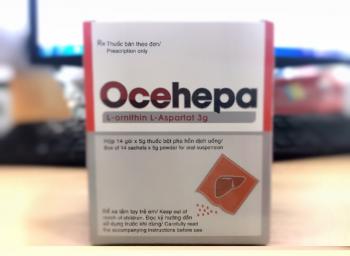 Rx Thuốc bán theo đơn/
Prescription only
Ocehepa
L-ornithin L-Aspartat 3g
Hộp 14 gói x 5g thuốc bột pha hỗn dịch uống/
Box of 14 sachets x 5g powder for oral suspension
Để xa tầm tay trẻ em/ Keep out of
reach of children. Đọc kỹ hướng dẫn
sử dụng trước khi dùng/ Carefully read
the accompanying instructions before use